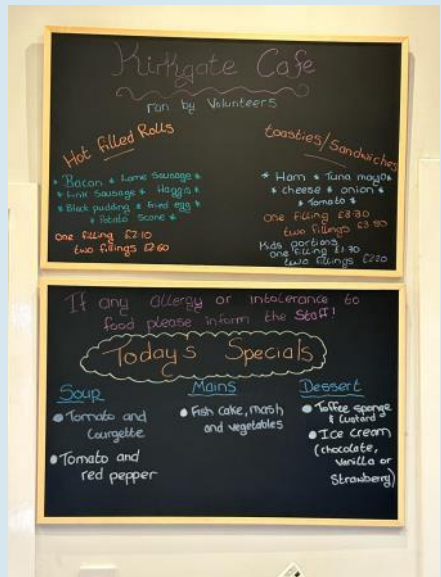 Kirkgate Cafe
ran by Volunteers
Hot Filled Rolls
* Bacon * Lorne Sausage *
* Link Sausage * Haggis *
* Black pudding * Fried egg *
* Potato Scone *
one filling £2.10
two fillings £2.60
toasties/Sandwiches
* Ham * Tuna mayo *
* cheese * onion *
* Tomato *
one filling £3.30
two fillings £3.80
Kids portions
one filling £1.70
two fillings £2.20
If any allergy or intolerance to
food please inform the Staff!
Todays Specials
Soup
Tomato and
Courgette
Tomato and
red pepper
Mains
Fish cake, mash
and vegetables
Dessert
Toffee sponge
& Custard
Ice cream
(chocolate,
Vanilla or
Strawberry)